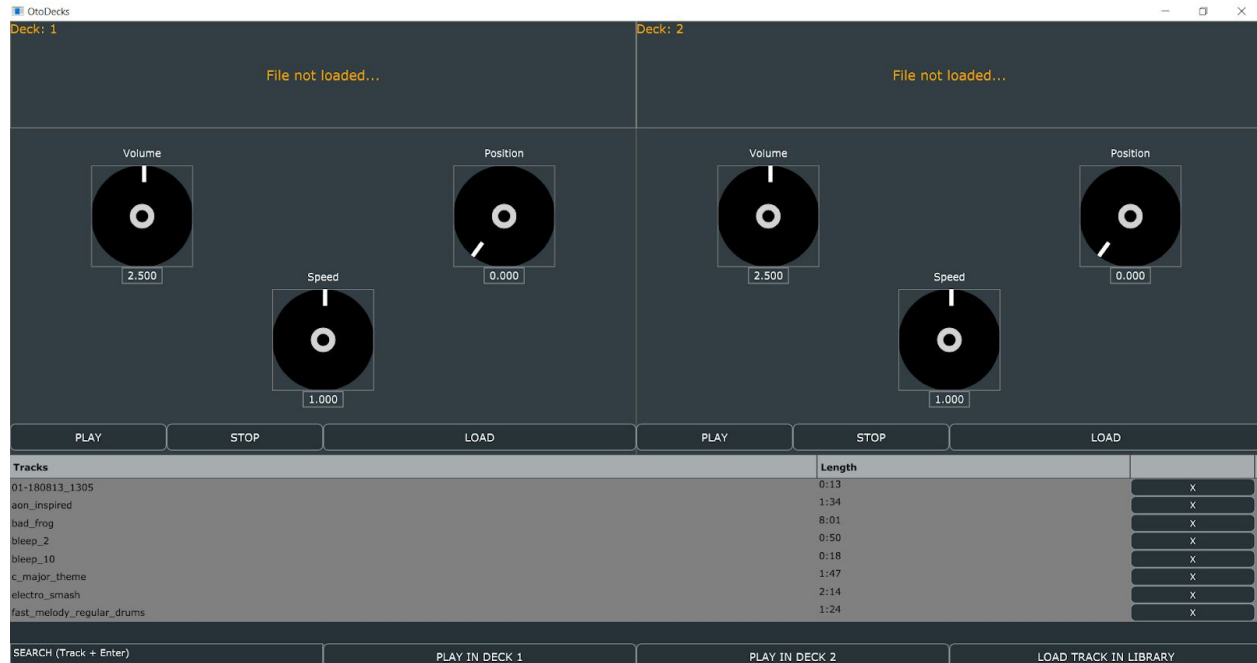 OtoDecks
Deck: 1
File not loaded...
Volume
2.500
Position
0.000
Speed
1.000
PLAY
STOP
LOAD
Deck: 2
File not loaded...
Volume
2.500
Position
0.000
Speed
1.000
PLAY
STOP
LOAD
Tracks Length
01-180813_1305 0:13 X
aon_inspired 1:34 X
bad_frog 8:01 X
bleep_2 0:50 X
bleep_10 0:18 X
c_major_theme 1:47 X
electro_smash 2:14 X
fast_melody_regular_drums 1:24 X
SEARCH (Track + Enter)
PLAY IN DECK 1
PLAY IN DECK 2
LOAD TRACK IN LIBRARY